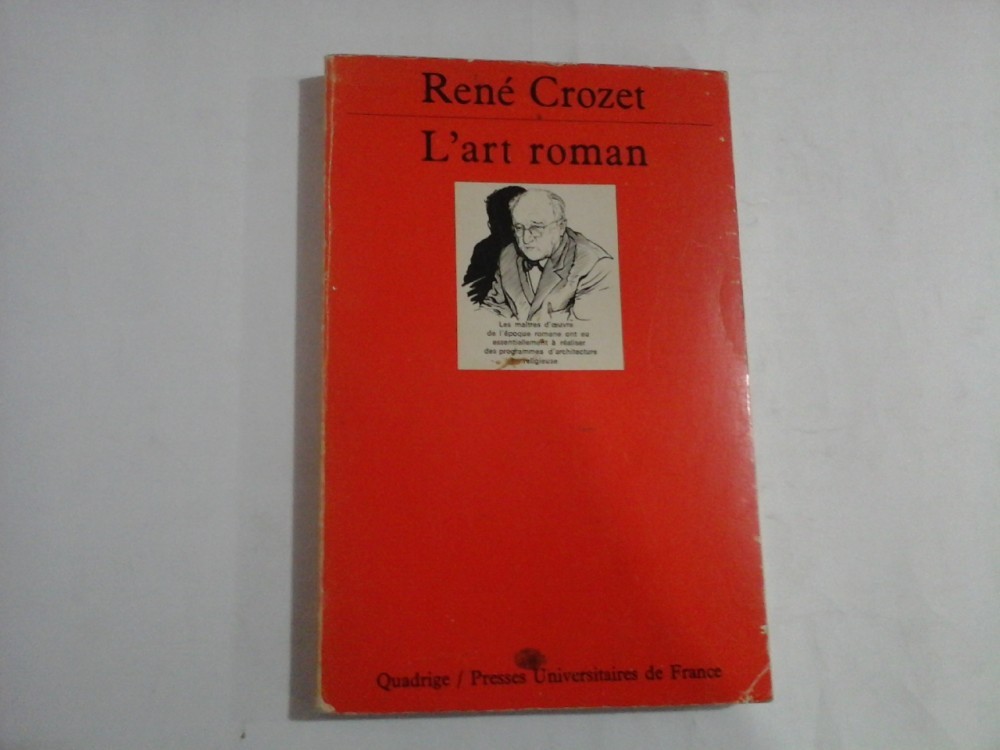 René Crozet
L'art roman
Les maîtres d'œuvre
de l'époque romane ont eu
essentiellement à réaliser
des programmes d'architecture
religieuse
Quadrige / Presses Universitaires de France